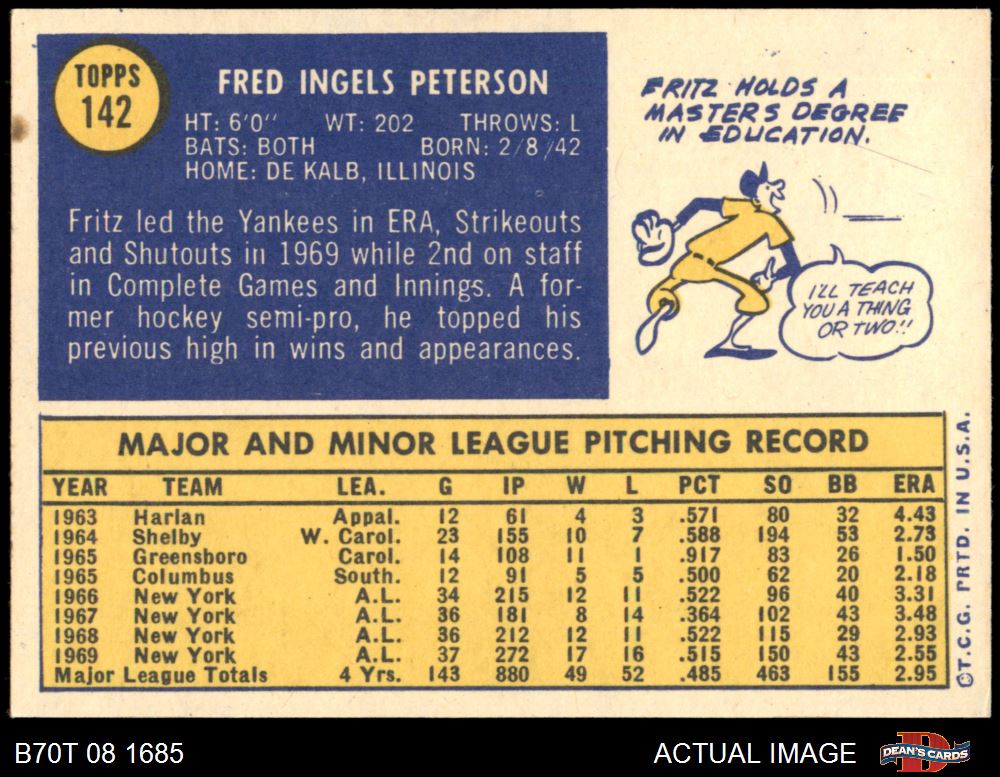 TOPPS
142
FRED INGELS PETERSON
HT: 6'0" WT: 202 THROWS: L
BATS: BOTH BORN: 2/8/42
HOME: DE KALB, ILLINOIS
Fritz led the Yankees in ERA, Strikeouts
and Shutouts in 1969 while 2nd on staff
in Complete Games and Innings. A for-
mer hockey semi-pro, he topped his
previous high in wins and appearances.
FRITZ HOLDS A
MASTERS DEGREE
IN EDUCATION.
I'LL TEACH
YOU A THING
OR TWO!!
MAJOR AND MINOR LEAGUE PITCHING RECORD
YEAR TEAM LEA. G IP W L PCT SO BB ERA
1963 Harlan Appal. 12 61 4 3 .571 80 32 4.43
1964 Shelby W. Carol. 23 155 10 7 .588 194 53 2.73
1965 Greensboro Carol. 14 108 11 1 .917 83 26 1.50
1965 Columbus South. 12 91 5 5 .500 62 20 2.18
1966 New York A.L. 34 215 12 11 .522 96 40 3.31
1967 New York A.L. 36 181 8 14 .364 102 43 3.48
1968 New York A.L. 36 212 12 11 .522 115 29 2.93
1969 New York A.L. 37 272 17 16 .515 150 43 2.55
Major League Totals 4 Yrs. 143 880 49 52 .485 463 155 2.95
©T.C.G. PRTD. IN U.S.A.
B70T 08 1685
ACTUAL IMAGE
DEAN'S CARDS